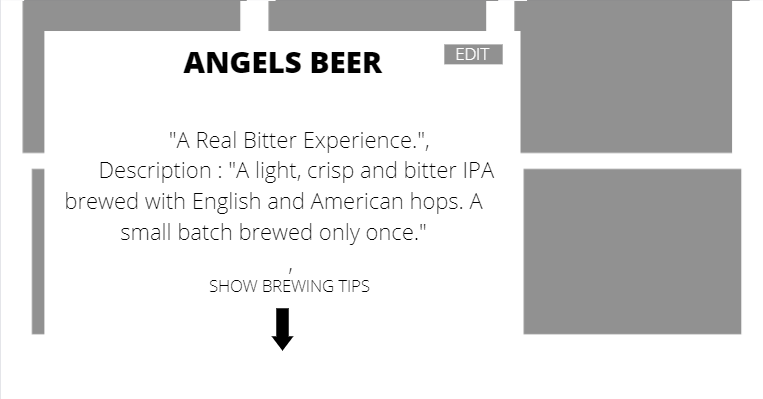 ANGELS BEER
EDIT
"A Real Bitter Experience.",
Description : "A light, crisp and bitter IPA
brewed with English and American hops. A
small batch brewed only once."
,
SHOW BREWING TIPS